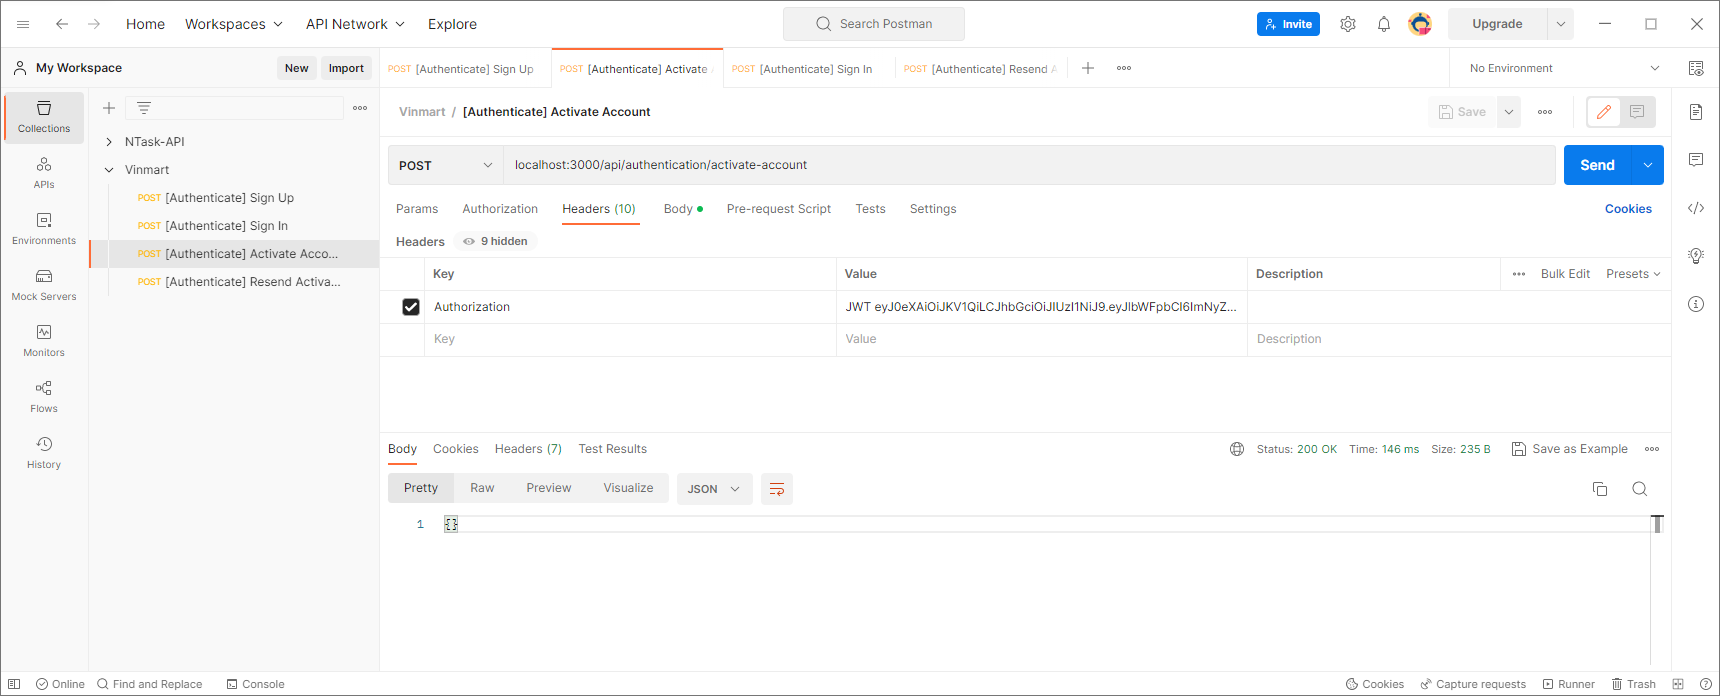 Home Workspaces API Network Explore Search Postman Invite Upgrade
My Workspace New Import POST [Authenticate] Sign Up POST [Authenticate] Activate POST [Authenticate] Sign In POST [Authenticate] Resend No Environment
Collections
APIs
Environments
Mock Servers
Monitors
Flows
History
NTask-API
Vinmart
POST [Authenticate] Sign Up
POST [Authenticate] Sign In
POST [Authenticate] Activate Acco...
POST [Authenticate] Resend Activa...
Vinmart / [Authenticate] Activate Account Save
POST localhost:3000/api/authentication/activate-account Send
Params Authorization Headers (10) Body Pre-request Script Tests Settings Cookies
Headers 9 hidden
Key Value Description Bulk Edit Presets
Authorization JWT eyJ0eXAiOiJKV1QiLCJhbGciOiJIUzI1NiJ9.eyJlbWFpbCI6ImNyZ...
Key Value Description
Body Cookies Headers (7) Test Results Status: 200 OK Time: 146 ms Size: 235 B Save as Example
Pretty Raw Preview Visualize JSON
1 {}
Online Find and Replace Console Cookies Capture requests Runner Trash